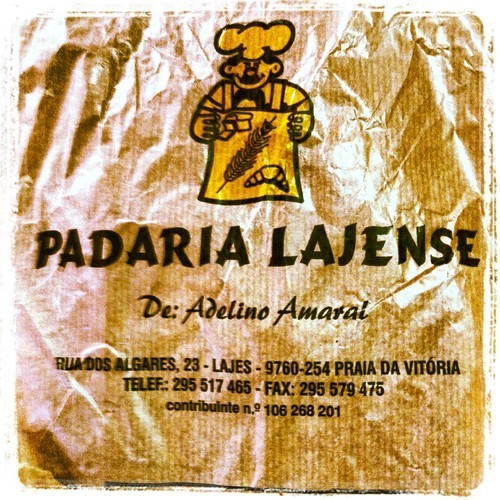 PADARIA LAJENSE
De: Adelino Amaral
RUA DOS ALGARES, 23 - LAJES - 9760-254 PRAIA DA VITÓRIA
TELEF.: 295 517 465 - FAX: 295 579 475
contribuinte n.º 106 268 201